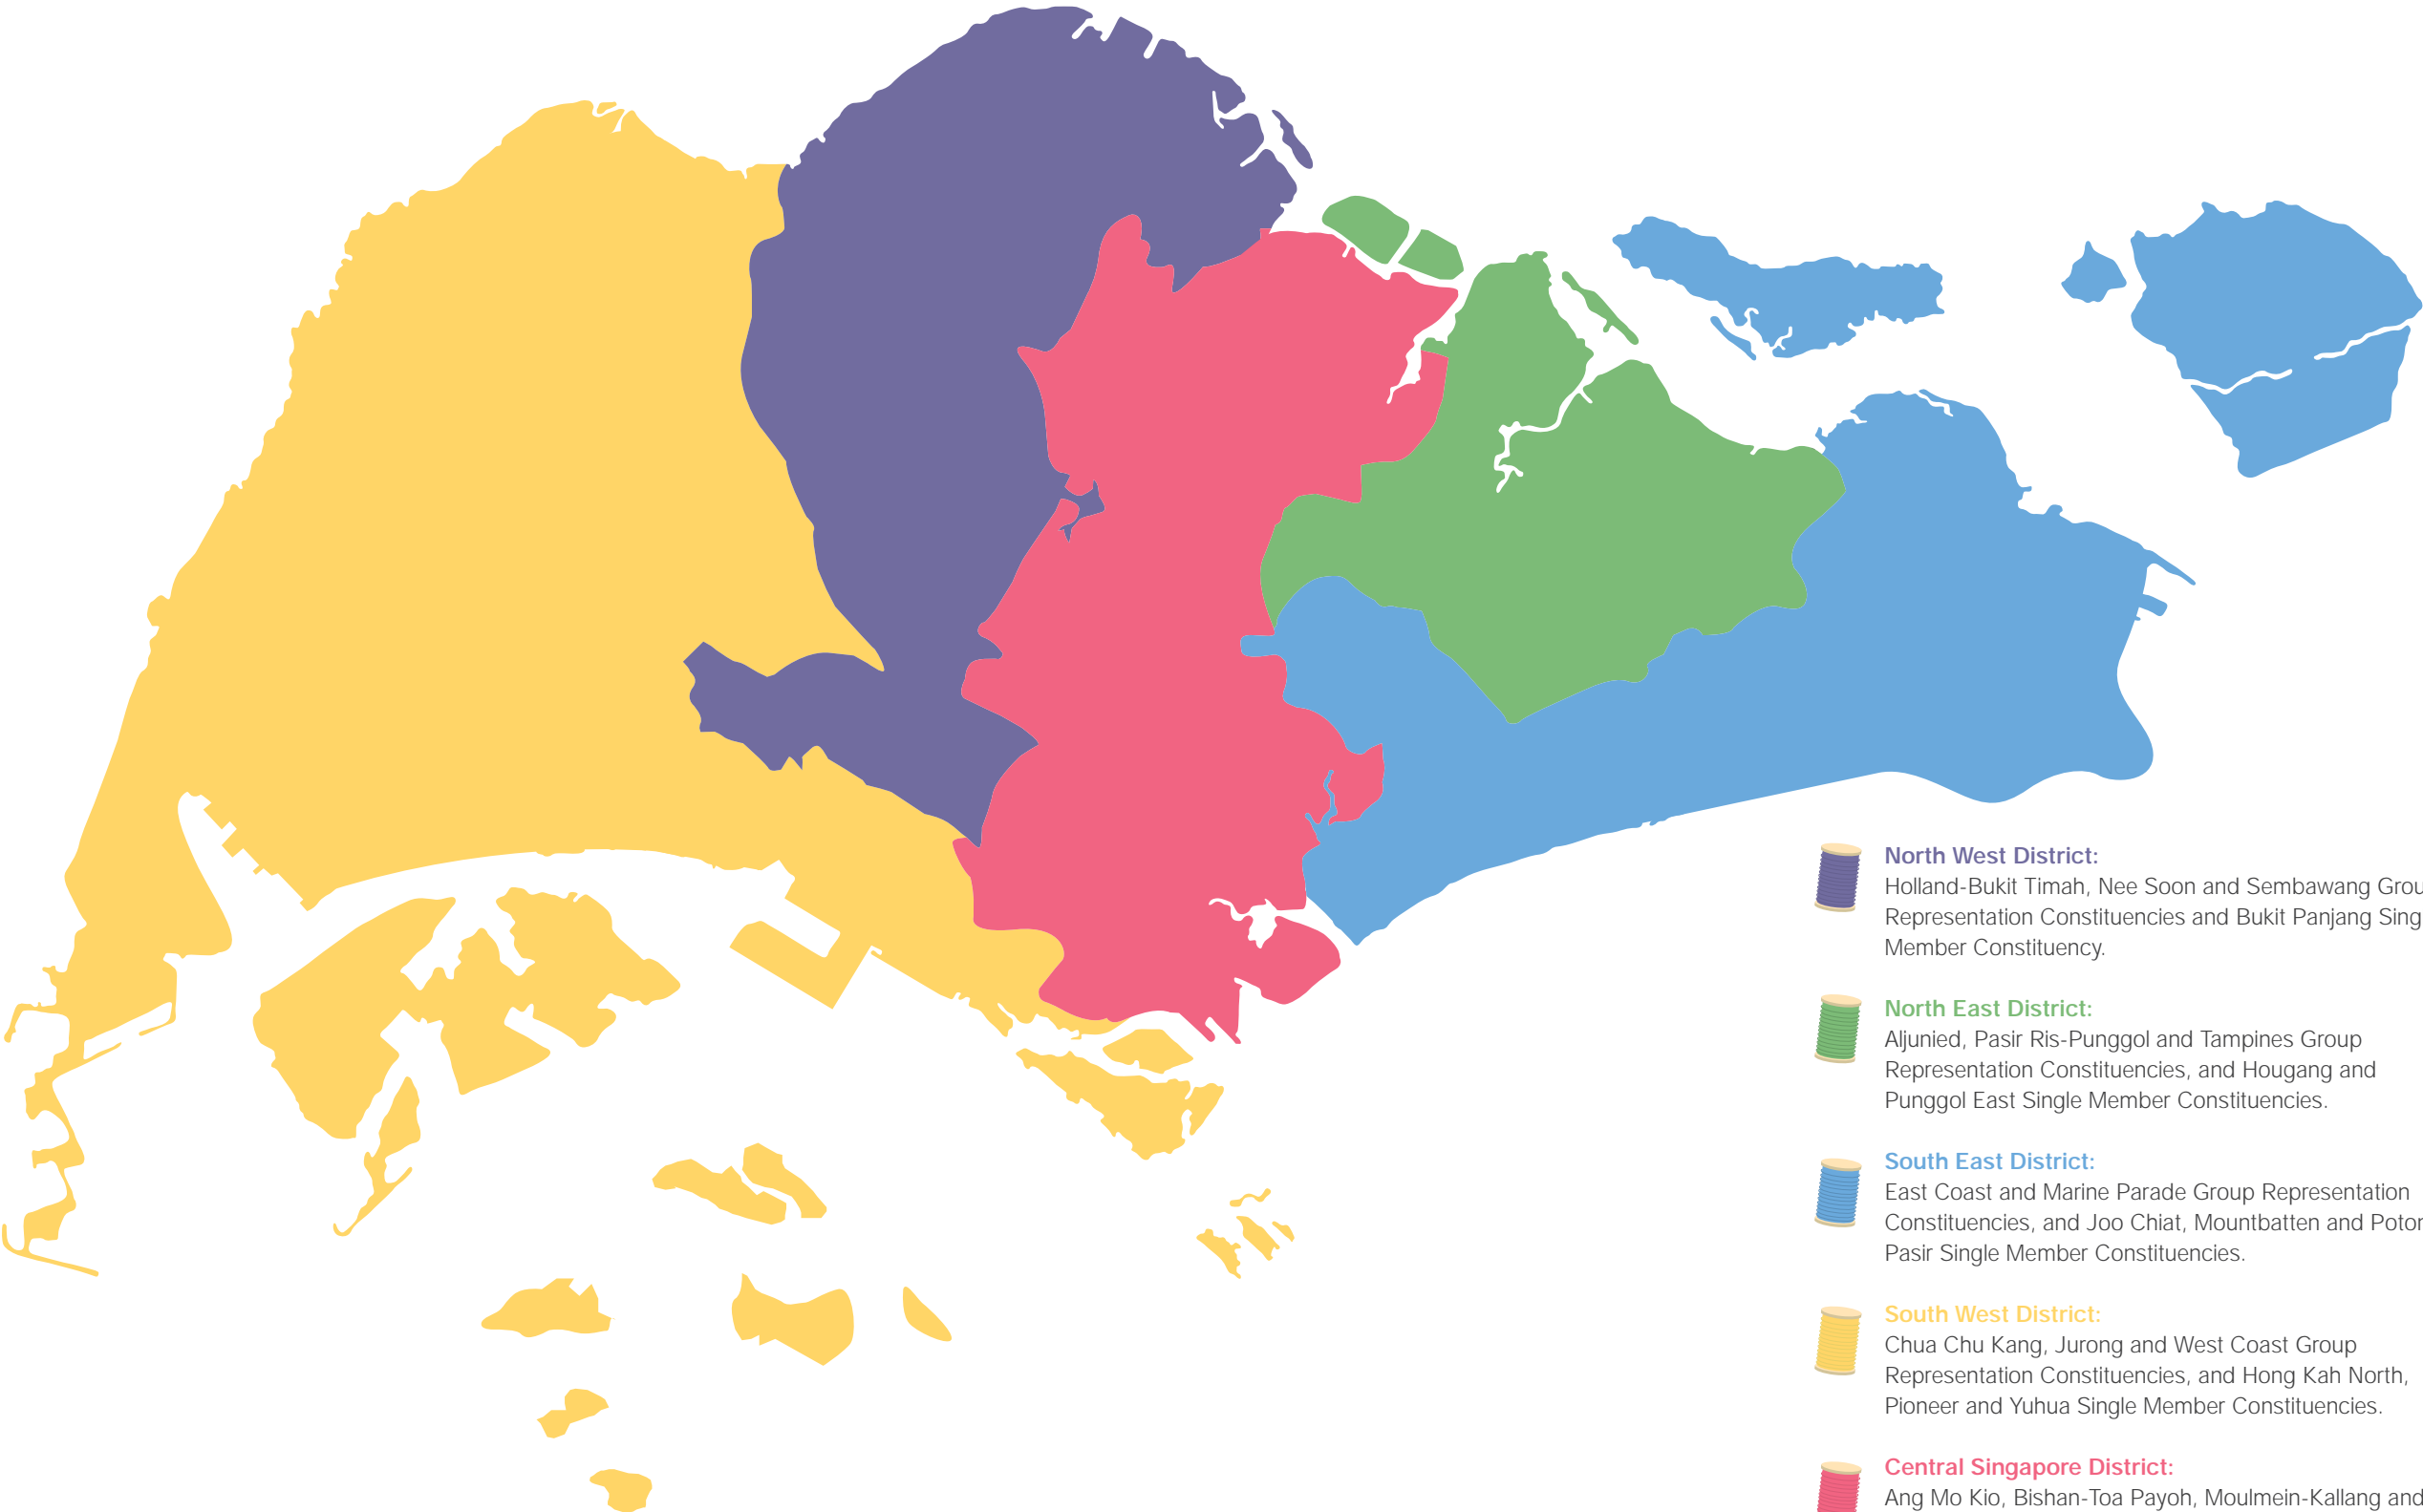 North West District:
Holland-Bukit Timah, Nee Soon and Sembawang Grou
Representation Constituencies and Bukit Panjang Sing
Member Constituency.
North East District:
Aljunied, Pasir Ris-Punggol and Tampines Group
Representation Constituencies, and Hougang and
Punggol East Single Member Constituencies.
South East District:
East Coast and Marine Parade Group Representation
Constituencies, and Joo Chiat, Mountbatten and Poto
Pasir Single Member Constituencies.
South West District:
Chua Chu Kang, Jurong and West Coast Group
Representation Constituencies, and Hong Kah North,
Pioneer and Yuhua Single Member Constituencies.
Central Singapore District:
Ang Mo Kio, Bishan-Toa Payoh, Moulmein-Kallang and